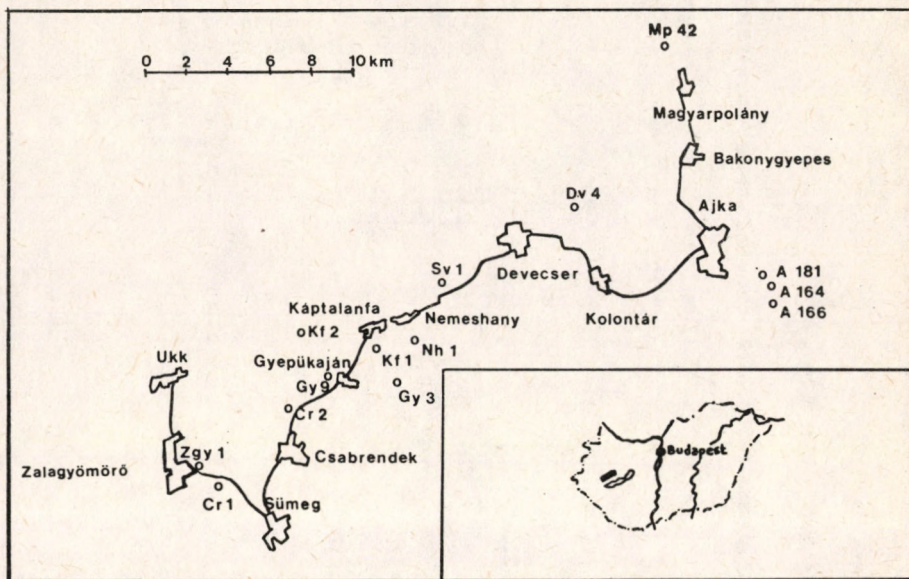 Mp 42
0 2 4 6 8 10 km
Magyarpolány
Bakonygyepes
Dv 4
Ajka
Sv 1
Devecser
A 181
A 164
Káptalanfa
Nemeshany
Kolontár
A 166
Kf 2
Ukk
Gyepükaján
Kf 1
Nh 1
Gy 9
Gy 3
Cr 2
Budapest
Zgy 1
Csabrendek
Zalagyömörő
Cr 1
Sümeg